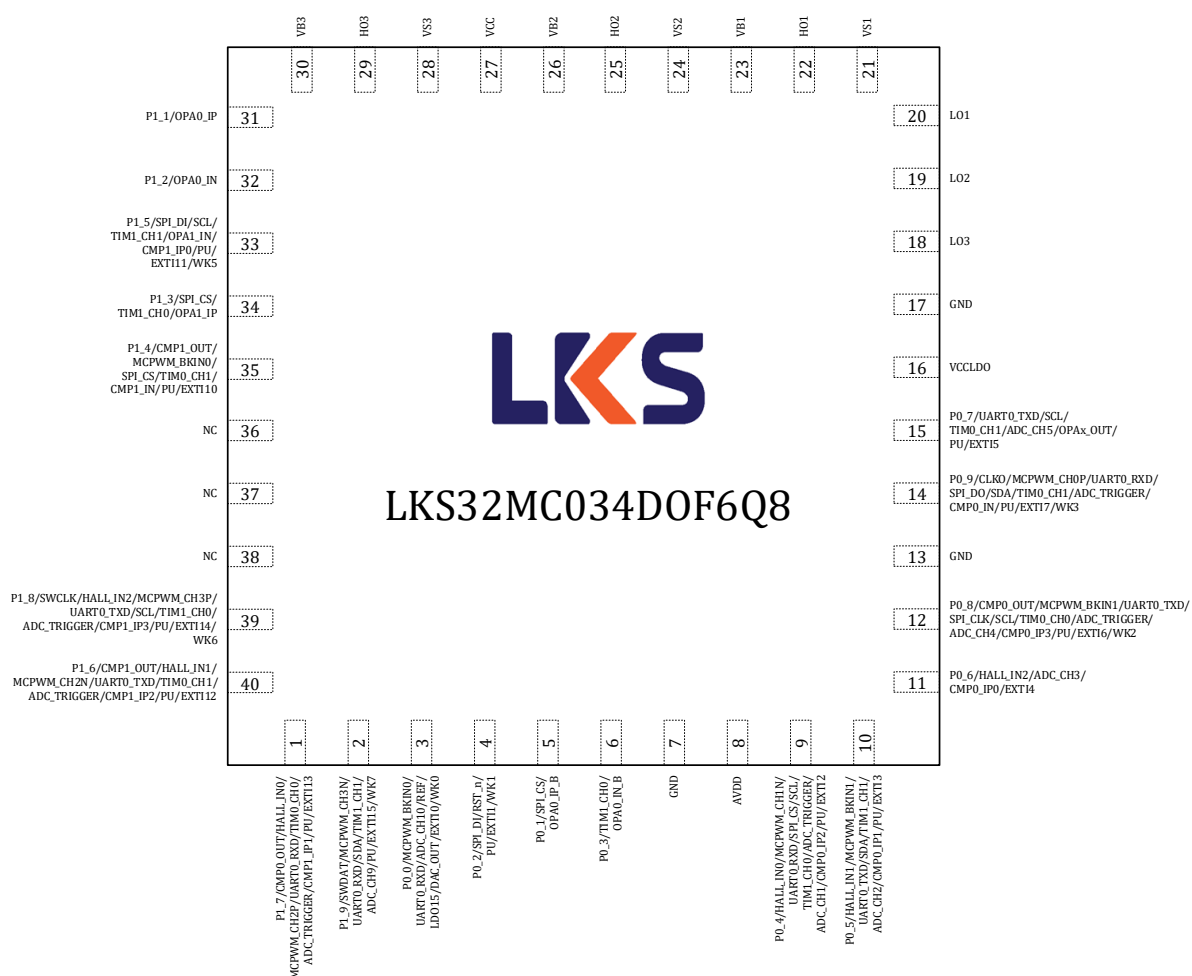 VB3
HO3
VS3
VCC
VB2
HO2
VS2
VB1
HO1
VS1
30
29
28
27
26
25
24
23
22
21
P1_1/OPA0_IP
31
P1_2/OPA0_IN
32
P1_5/SPI_DI/SCL/
TIM1_CH1/OPA1_IN/
CMP1_IP0/PU/
EXTI11/WK5
33
P1_3/SPI_CS/
TIM1_CH0/OPA1_IP
34
P1_4/CMP1_OUT/
MCPWM_BKIN0/
SPI_CS/TIM0_CH1/
CMP1_IN/PU/EXTI10
35
NC
36
NC
37
NC
38
P1_8/SWCLK/HALL_IN2/MCPWM_CH3P/
UART0_TXD/SCL/TIM1_CH0/
ADC_TRIGGER/CMP1_IP3/PU/EXTI14/
WK6
39
P1_6/CMP1_OUT/HALL_IN1/
MCPWM_CH2N/UART0_TXD/TIM0_CH1/
ADC_TRIGGER/CMP1_IP2/PU/EXTI12
40
LKS
LKS32MC034DOF6Q8
20
LO1
19
LO2
18
LO3
17
GND
16
VCCLDO
15
P0_7/UART0_TXD/SCL/
TIM0_CH1/ADC_CH5/OPAx_OUT/
PU/EXTI5
14
P0_9/CLKO/MCPWM_CH0P/UART0_RXD/
SPI_DO/SDA/TIM0_CH1/ADC_TRIGGER/
CMP0_IN/PU/EXTI7/WK3
13
GND
12
P0_8/CMP0_OUT/MCPWM_BKIN1/UART0_TXD/
SPI_CLK/SCL/TIM0_CH0/ADC_TRIGGER/
ADC_CH4/CMP0_IP3/PU/EXTI6/WK2
11
P0_6/HALL_IN2/ADC_CH3/
CMP0_IP0/EXTI4
1
2
3
4
5
6
7
8
9
10
P1_7/CMP0_OUT/HALL_IN0/
MCPWM_CH2P/UART0_RXD/TIM0_CH0/
ADC_TRIGGER/CMP1_IP1/PU/EXTI13
P1_9/SWDAT/MCPWM_CH3N/
UART0_RXD/SDA/TIM1_CH1/
ADC_CH9/PU/EXTI15/WK7
P0_0/MCPWM_BKIN0/
UART0_RXD/ADC_CH10/REF/
LDO15/DAC_OUT/EXTI0/WK0
P0_2/SPI_DI/RST_n/
PU/EXTI1/WK1
P0_1/SPI_CS/
OPA0_IP_B
P0_3/TIM1_CH0/
OPA0_IN_B
GND
AVDD
P0_4/HALL_IN0/MCPWM_CH1N/
UART0_RXD/SPI_CS/SCL/
TIM1_CH0/ADC_TRIGGER/
ADC_CH1/CMP0_IP2/PU/EXTI2
P0_5/HALL_IN1/MCPWM_BKIN1/
UART0_TXD/SDA/TIM1_CH1/
ADC_CH2/CMP0_IP1/PU/EXTI3